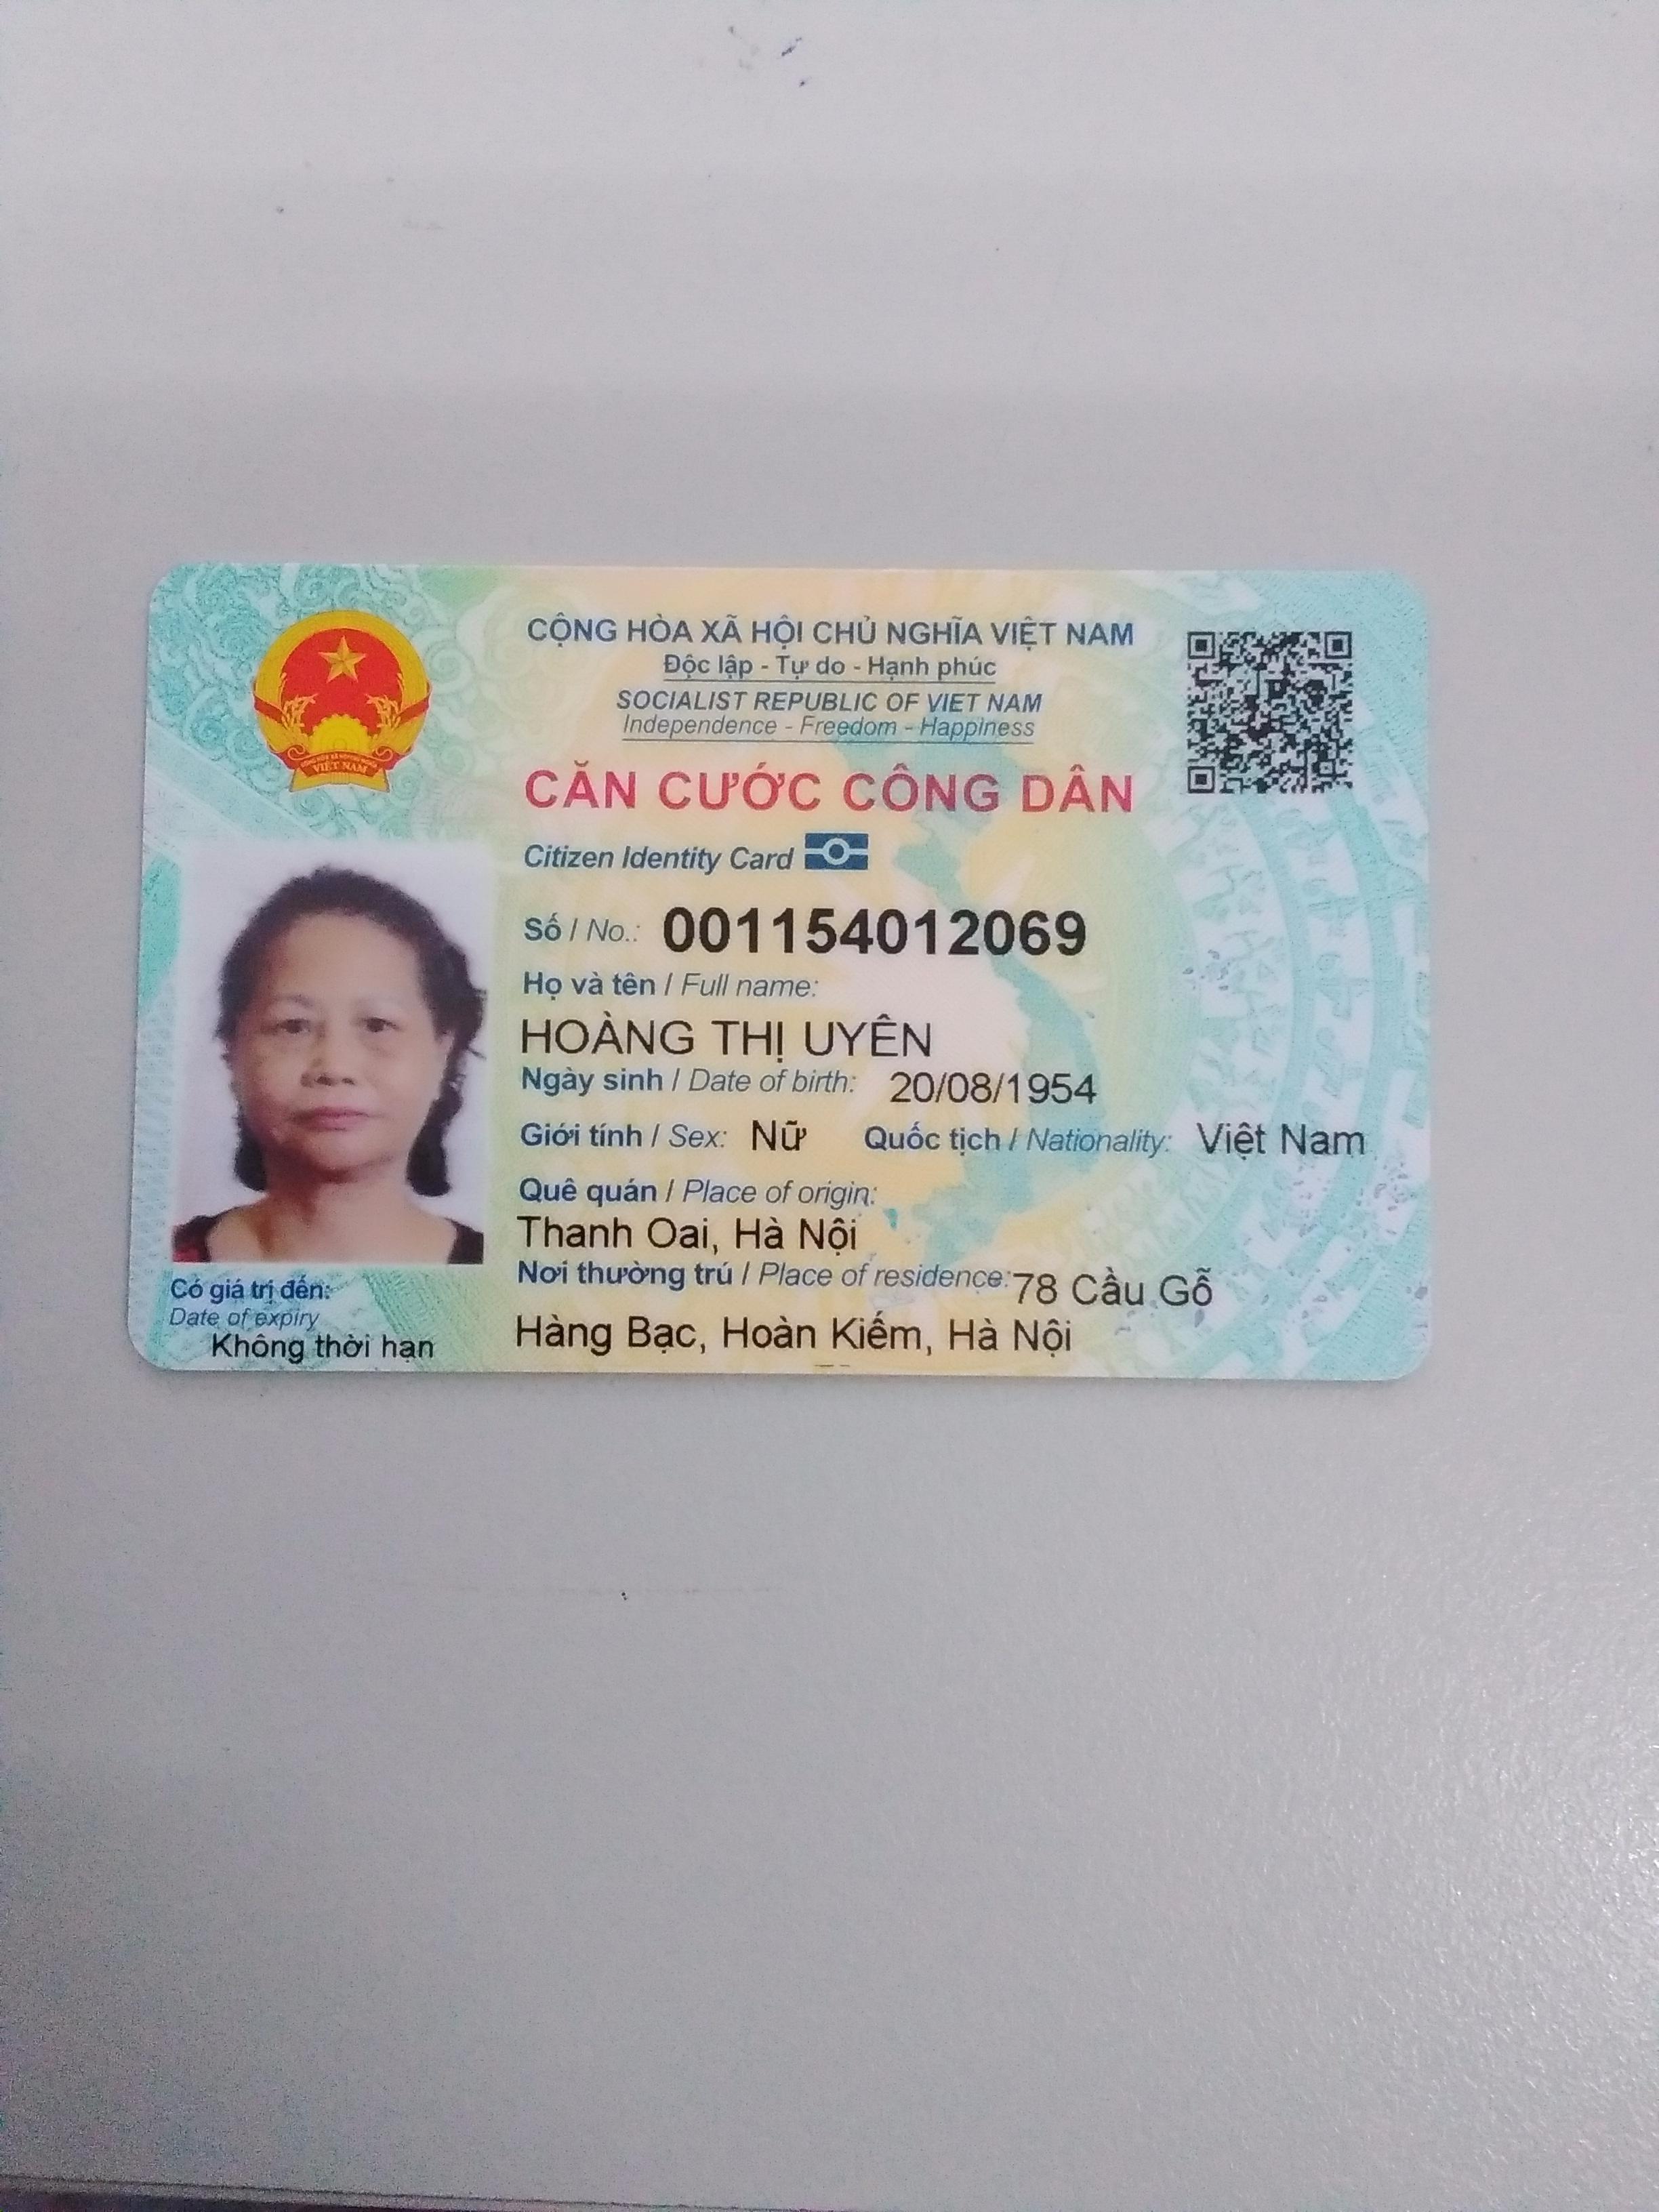 CỘNG HÒA XÃ HỘI CHỦ NGHĨA VIỆT NAM
Độc lập - Tự do - Hạnh phúc
SOCIALIST REPUBLIC OF VIET NAM
Independence - Freedom - Happiness
VIỆT NAM
CĂN CƯỚC CÔNG DÂN
Citizen Identity Card
Số / No.: 001154012069
Họ và tên / Full name:
HOÀNG THỊ UYÊN
Ngày sinh / Date of birth: 20/08/1954
Giới tính / Sex: Nữ Quốc tịch / Nationality: Việt Nam
Quê quán / Place of origin:
Thanh Oai, Hà Nội
Nơi thường trú / Place of residence: 78 Cầu Gỗ
Hàng Bạc, Hoàn Kiếm, Hà Nội
Có giá trị đến:
Date of expiry
Không thời hạn